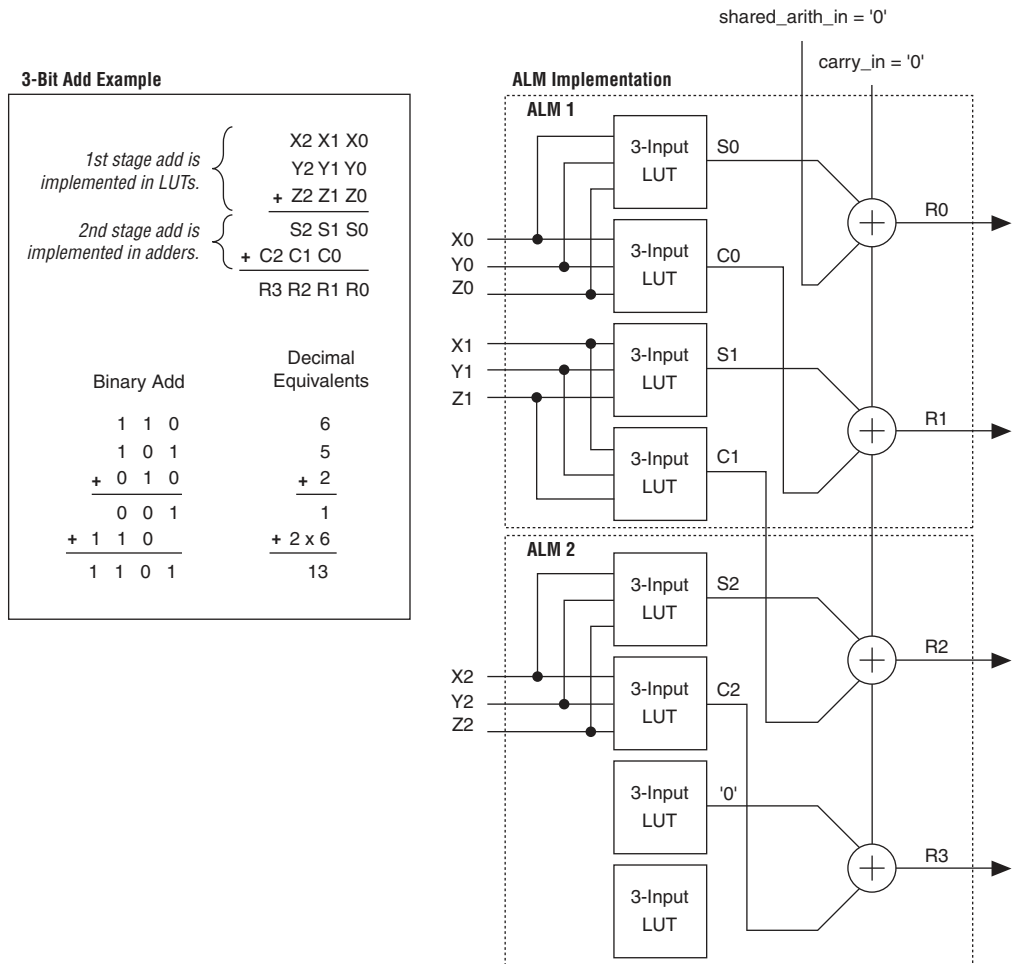 3-Bit Add Example
1st stage add is
implemented in LUTs.
X2 X1 X0
Y2 Y1 Y0
+ Z2 Z1 Z0
2nd stage add is
implemented in adders.
S2 S1 S0
+ C2 C1 C0
R3 R2 R1 R0
Binary Add
1 1 0
1 0 1
+ 0 1 0
0 0 1
+ 1 1 0
1 1 0 1
Decimal
Equivalents
6
5
+ 2
1
+ 2 x 6
13
shared_arith_in = '0'
carry_in = '0'
ALM Implementation
ALM 1
3-Input
LUT
S0
R0
X0
Y0
Z0
3-Input
LUT
C0
X1
Y1
Z1
3-Input
LUT
S1
R1
3-Input
LUT
C1
ALM 2
3-Input
LUT
S2
R2
X2
Y2
Z2
3-Input
LUT
C2
3-Input
LUT
'0'
R3
3-Input
LUT